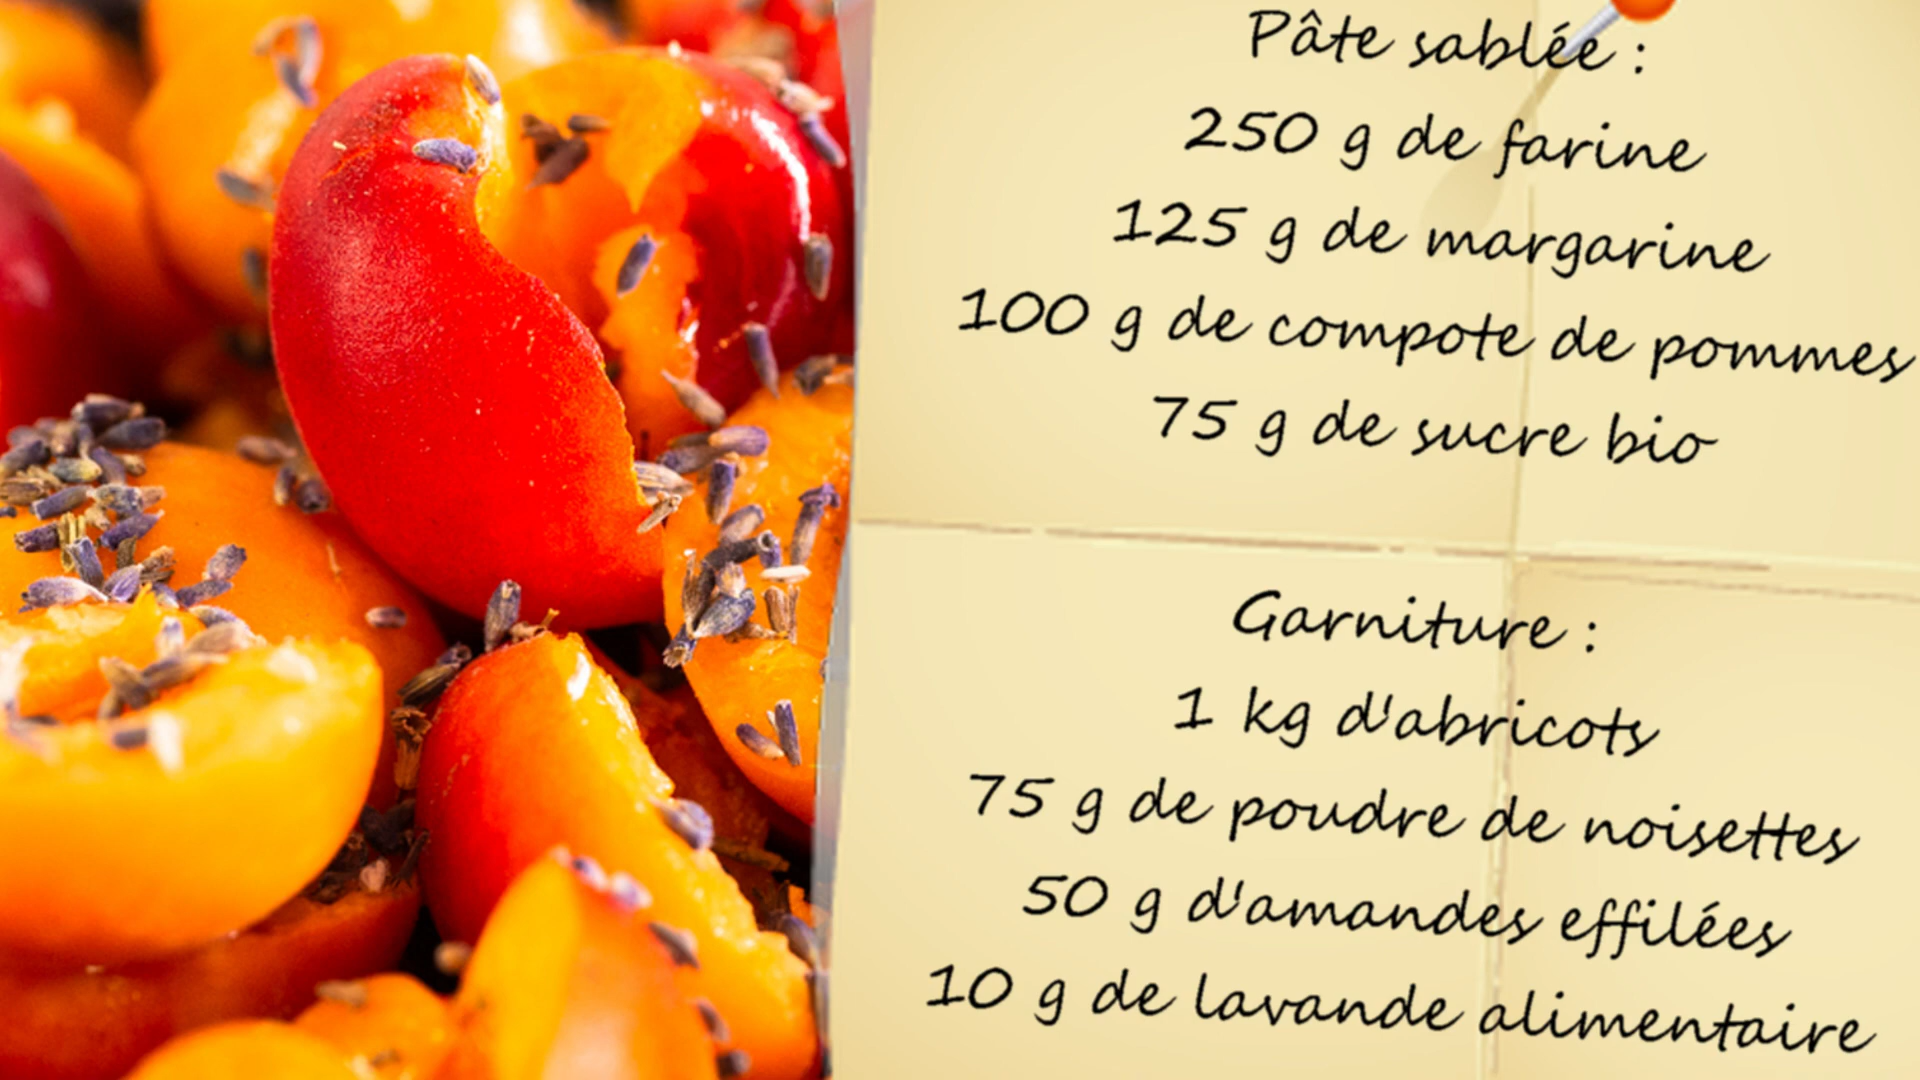 Pâte sablée :
250 g de farine
125 g de margarine
100 g de compote de pommes
75 g de sucre bio
Garniture :
1 kg d'abricots
75 g de poudre de noisettes
50 g d'amandes effilées
10 g de lavande alimentaire